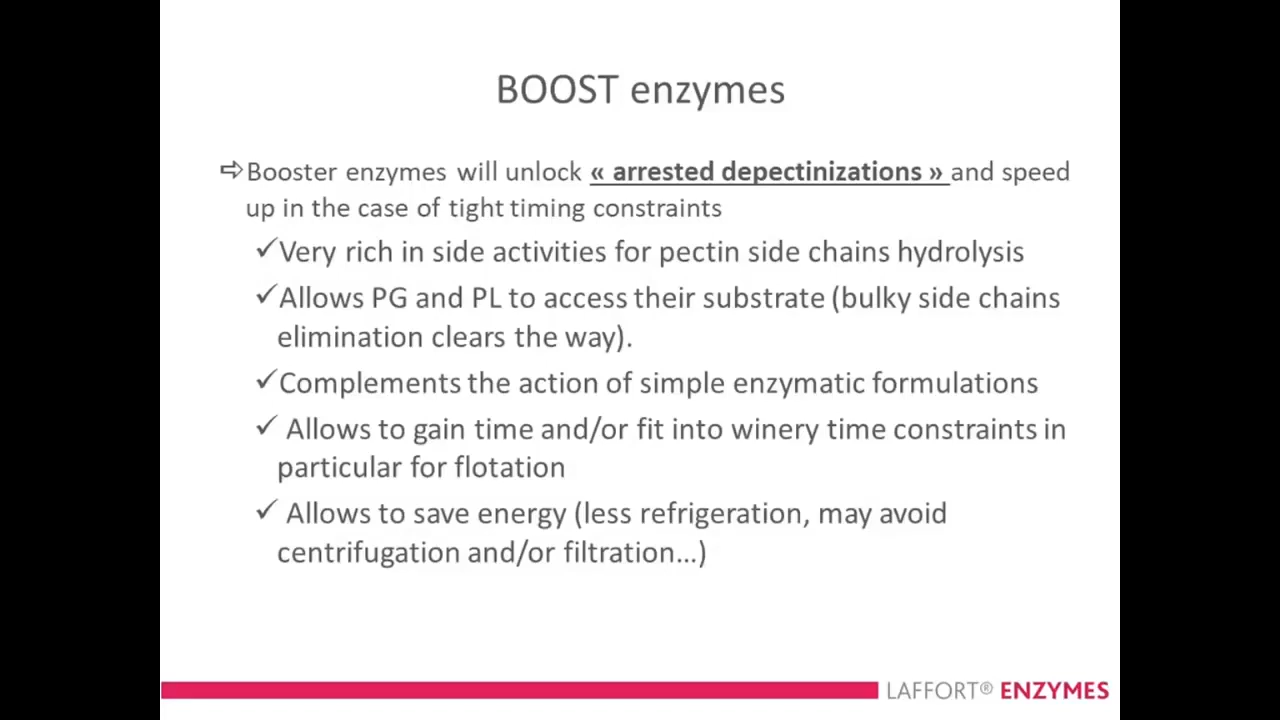 BOOST enzymes
⇨Booster enzymes will unlock « arrested depectinizations » and speed
up in the case of tight timing constraints
✓Very rich in side activities for pectin side chains hydrolysis
✓Allows PG and PL to access their substrate (bulky side chains
elimination clears the way).
✓Complements the action of simple enzymatic formulations
✓ Allows to gain time and/or fit into winery time constraints in
particular for flotation
✓ Allows to save energy (less refrigeration, may avoid
centrifugation and/or filtration...)
LAFFORT® ENZYMES